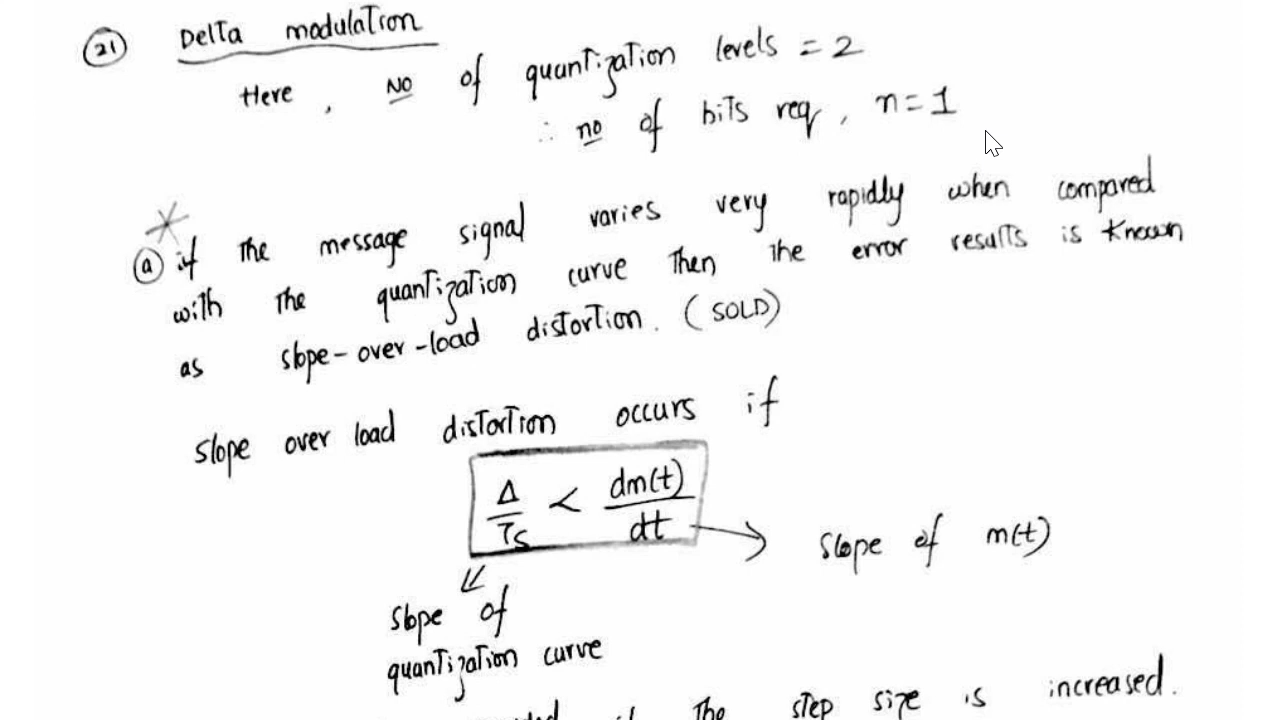 (21) Delta modulation
Here, No of quantization levels = 2
∴ no of bits req, n = 1
* (a) if the message signal varies very rapidly when compared
with the quantization curve then the error results is known
as slope-over-load distortion. (SOLD)
Slope over load distortion occurs if
Δ/Ts < dm(t)/dt
→ slope of m(t)
slope of
quantization curve
if the step size is increased.